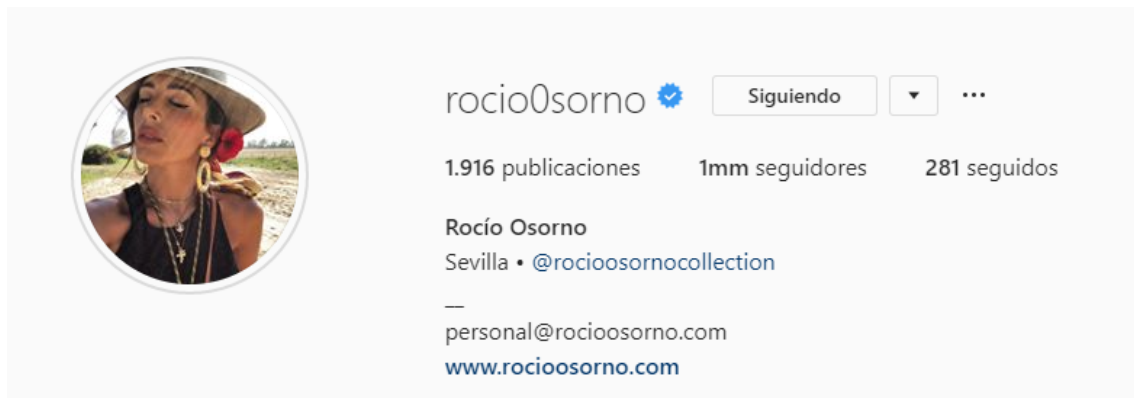 rocio0sorno Siguiendo
1.916 publicaciones 1mm seguidores 281 seguidos
Rocío Osorno
Sevilla • @rocioosornocollection
__
personal@rocioosorno.com
www.rocioosorno.com